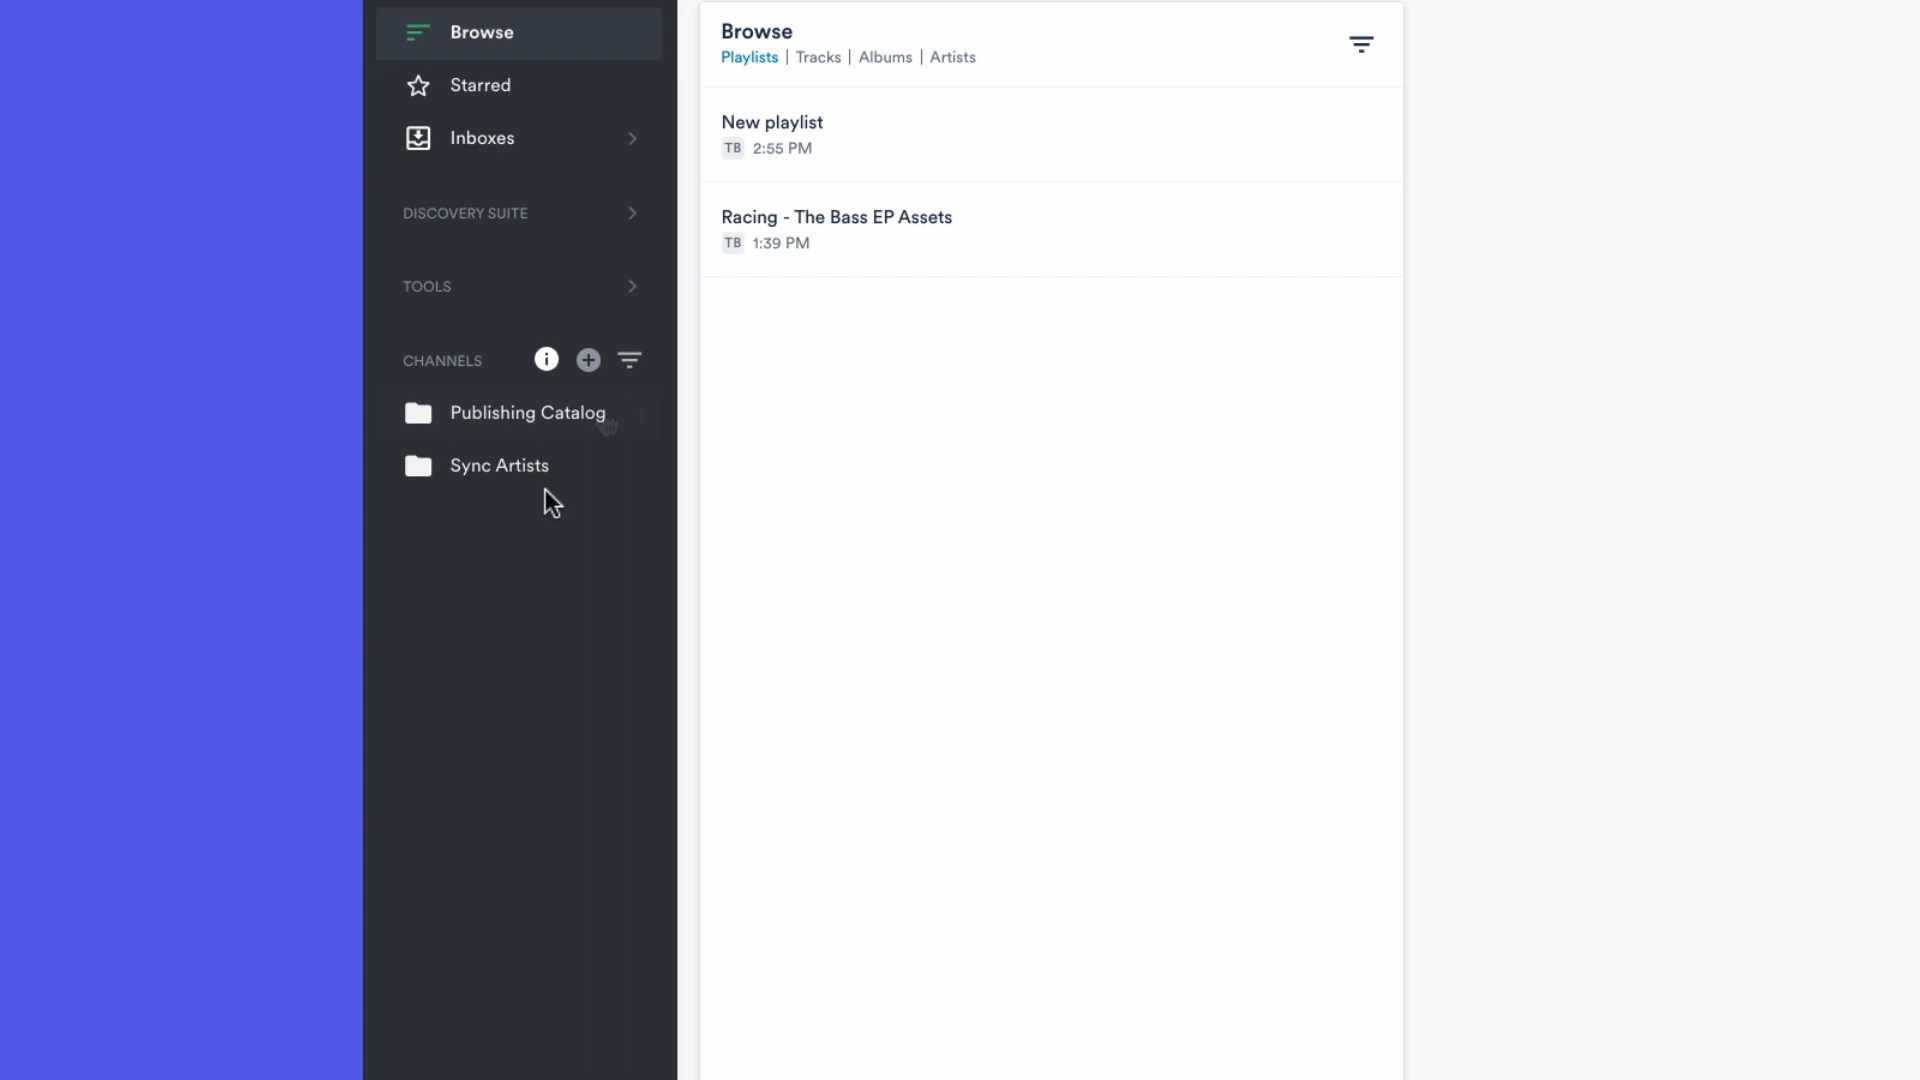 Browse
Starred
Inboxes
DISCOVERY SUITE
TOOLS
CHANNELS
Publishing Catalog
Sync Artists
Browse
Playlists | Tracks | Albums | Artists
New playlist
TB 2:55 PM
Racing - The Bass EP Assets
TB 1:39 PM